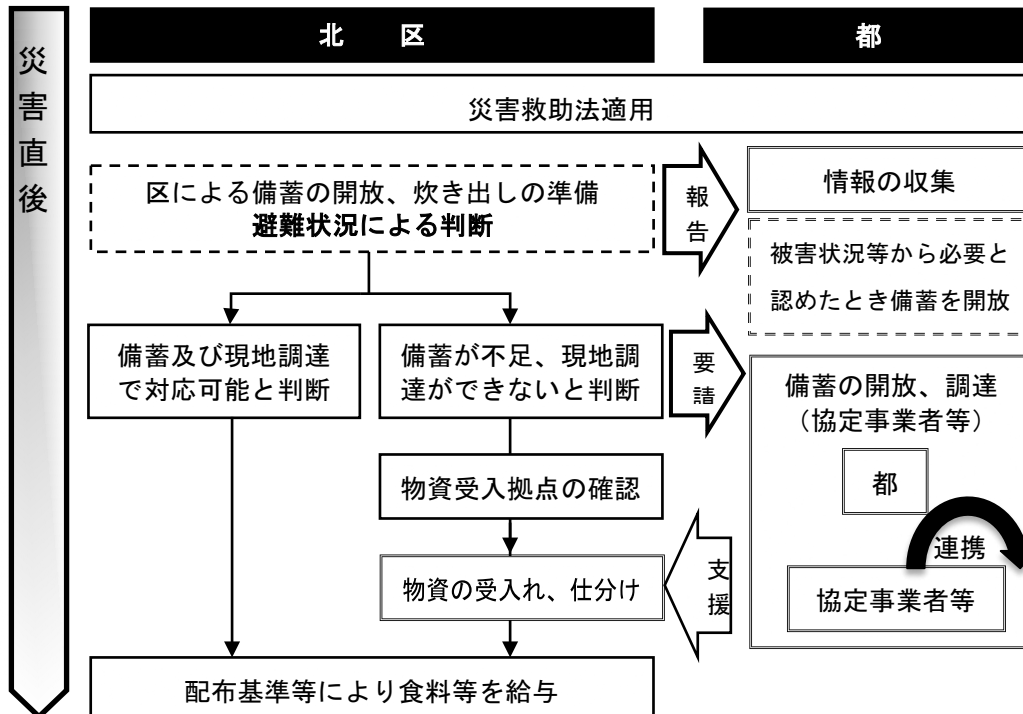 災害直後
北　区
都
災害救助法適用
区による備蓄の開放、炊き出しの準備
避難状況による判断
報告
情報の収集
被害状況等から必要と
認めたとき備蓄を開放
備蓄及び現地調達
で対応可能と判断
備蓄が不足、現地調
達ができないと判断
要請
備蓄の開放、調達
（協定事業者等）
都
連携
協定事業者等
物資受入拠点の確認
物資の受入れ、仕分け
支援
配布基準等により食料等を給与